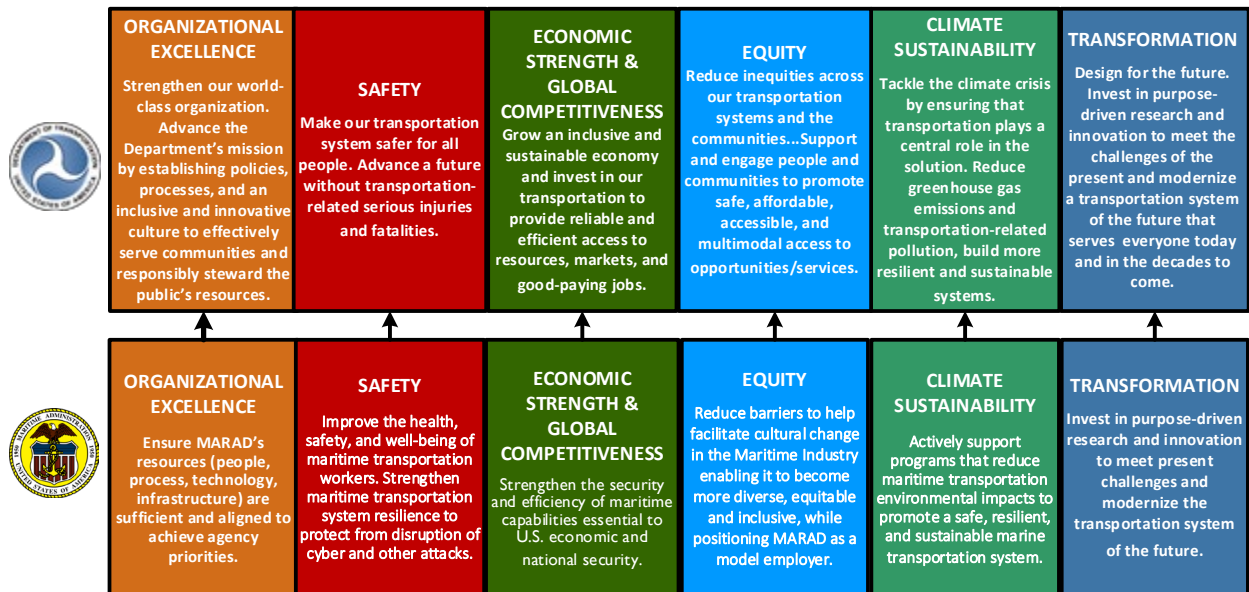 ORGANIZATIONAL
EXCELLENCE
Strengthen our world-
class organization.
Advance the
Department's mission
by establishing policies,
processes, and an
inclusive and innovative
culture to effectively
serve communities and
responsibly steward the
public's resources.
SAFETY
Make our transportation
system safer for all
people. Advance a future
without transportation-
related serious injuries
and fatalities.
ECONOMIC
STRENGTH &
GLOBAL
COMPETITIVENESS
Grow an inclusive and
sustainable economy
and invest in our
transportation to
provide reliable and
efficient access to
resources, markets, and
good-paying jobs.
EQUITY
Reduce inequities across
our transportation
systems and the
communities...Support
and engage people and
communities to promote
safe, affordable,
accessible, and
multimodal access to
opportunities/services.
CLIMATE
SUSTAINABILITY
Tackle the climate crisis
by ensuring that
transportation plays a
central role in the
solution. Reduce
greenhouse gas
emissions and
transportation-related
pollution, build more
resilient and sustainable
systems.
TRANSFORMATION
Design for the future.
Invest in purpose-
driven research and
innovation to meet the
challenges of the
present and modernize
a transportation system
of the future that
serves everyone today
and in the decades to
come.
DEPARTMENT OF TRANSPORTATION
UNITED STATES OF AMERICA
ORGANIZATIONAL
EXCELLENCE
Ensure MARAD's
resources (people,
process, technology,
infrastructure) are
sufficient and aligned to
achieve agency
priorities.
SAFETY
Improve the health,
safety, and well-being of
maritime transportation
workers. Strengthen
maritime transportation
system resilience to
protect from disruption of
cyber and other attacks.
ECONOMIC
STRENGTH &
GLOBAL
COMPETITIVENESS
Strengthen the security
and efficiency of maritime
capabilities essential to
U.S. economic and
national security.
EQUITY
Reduce barriers to help
facilitate cultural change
in the Maritime Industry
enabling it to become
more diverse, equitable
and inclusive, while
positioning MARAD as a
model employer.
CLIMATE
SUSTAINABILITY
Actively support
programs that reduce
maritime transportation
environmental impacts to
promote a safe, resilient,
and sustainable marine
transportation system.
TRANSFORMATION
Invest in purpose-driven
research and innovation
to meet present
challenges and
modernize the
transportation system
of the future.
MARITIME ADMINISTRATION
1950 1950
UNITED STATES OF AMERICA